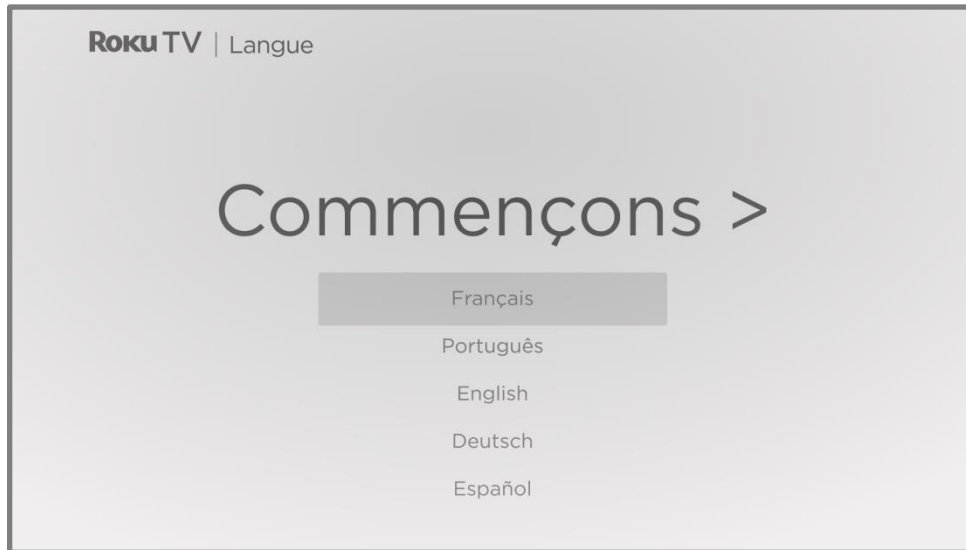 Roku TV | Langue
Commençons >
Français
Português
English
Deutsch
Español